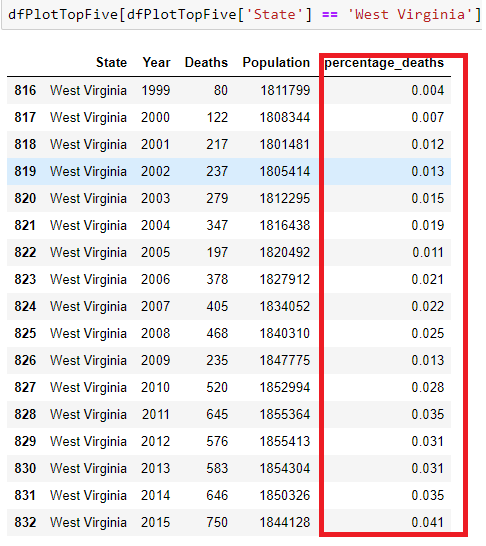 dfPlotTopFive[dfPlotTopFive['State'] == 'West Virginia']
State Year Deaths Population percentage_deaths
816 West Virginia 1999 80 1811799 0.004
817 West Virginia 2000 122 1808344 0.007
818 West Virginia 2001 217 1801481 0.012
819 West Virginia 2002 237 1805414 0.013
820 West Virginia 2003 279 1812295 0.015
821 West Virginia 2004 347 1816438 0.019
822 West Virginia 2005 197 1820492 0.011
823 West Virginia 2006 378 1827912 0.021
824 West Virginia 2007 405 1834052 0.022
825 West Virginia 2008 468 1840310 0.025
826 West Virginia 2009 235 1847775 0.013
827 West Virginia 2010 520 1852994 0.028
828 West Virginia 2011 645 1855364 0.035
829 West Virginia 2012 576 1855413 0.031
830 West Virginia 2013 583 1854304 0.031
831 West Virginia 2014 646 1850326 0.035
832 West Virginia 2015 750 1844128 0.041